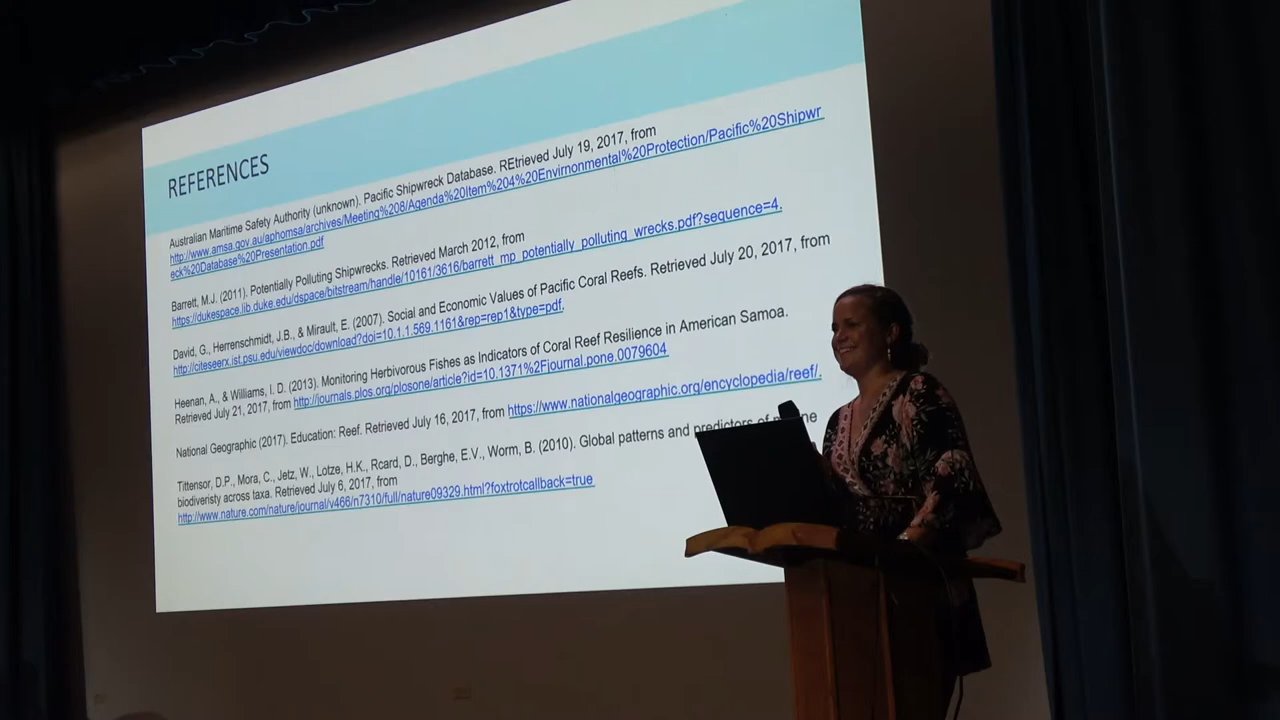 REFERENCES
Australian Maritime Safety Authority (unknown). Pacific Shipwreck Database. REtrieved July 19, 2017, from
http://www.amsa.gov.au/aphomsa/archives/Meeting%208/Agenda%20Item%204%20Envirnonmental%20Protection/Pacific%20Shipwr
eck%20Database%20Presentation.pdf
Barrett, M.J. (2011). Potentially Polluting Shipwrecks. Retrieved March 2012, from
https://dukespace.lib.duke.edu/dspace/bitstream/handle/10161/3616/barrett_mp_potentially_polluting_wrecks.pdf?sequence=4.
David, G., Herrenschmidt, J.B., & Mirault, E. (2007). Social and Economic Values of Pacific Coral Reefs. Retrieved July 20, 2017, from
http://citeseerx.ist.psu.edu/viewdoc/download?doi=10.1.1.569.1161&rep=rep1&type=pdf.
Heenan, A., & Williams, I. D. (2013). Monitoring Herbivorous Fishes as Indicators of Coral Reef Resilience in American Samoa.
Retrieved July 21, 2017, from http://journals.plos.org/plosone/article?id=10.1371%2Fjournal.pone.0079604
National Geographic (2017). Education: Reef. Retrieved July 16, 2017, from https://www.nationalgeographic.org/encyclopedia/reef/.
Tittensor, D.P., Mora, C., Jetz, W., Lotze, H.K., Rcard, D., Berghe, E.V., Worm, B. (2010). Global patterns and predictors of
biodiveristy across taxa. Retrieved July 6, 2017, from
http://www.nature.com/nature/journal/v466/n7310/full/nature09329.html?foxtrotcallback=true